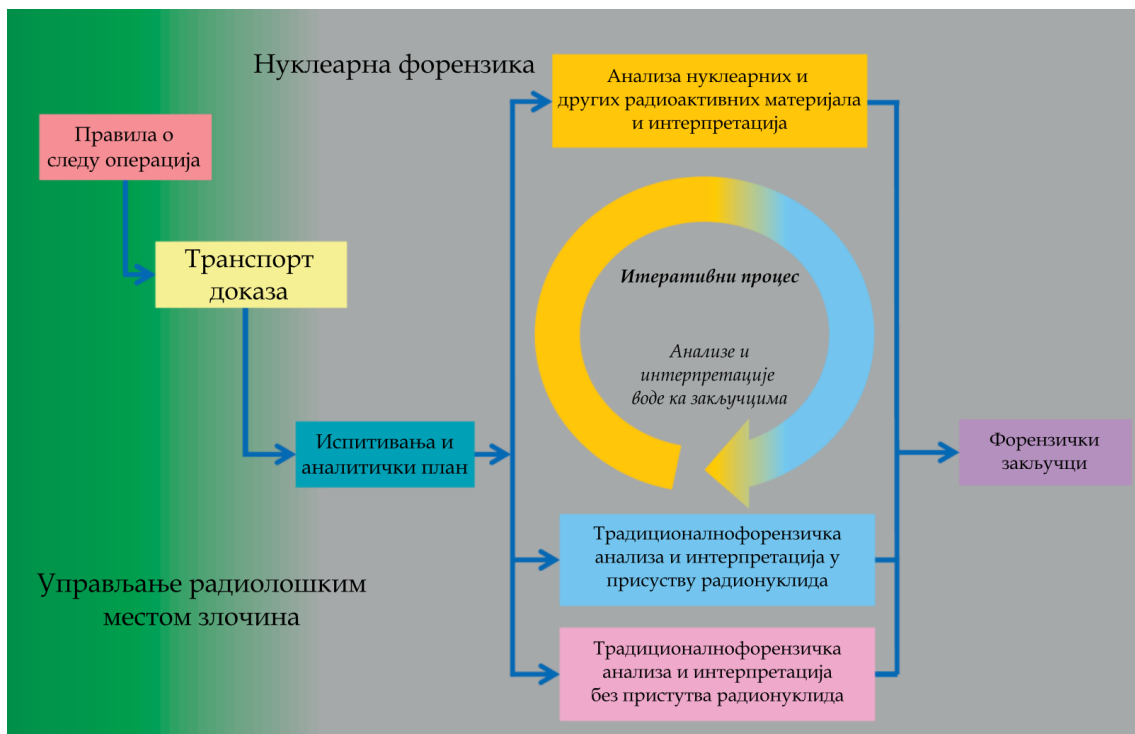 Нуклеарна форензика
Анализа нуклеарних и
других радиоактивних материјала
и интерпретација
Правила о
следу операција
Транспорт
доказа
Итеративни процес
Анализе и
интерпретације
воде ка закључцима
Испитивања и
аналитички план
Форензички
закључци
Традиционалнофорензичка
анализа и интерпретација у
присуству радионуклида
Управљање радиолошким
местом злочина
Традиционалнофорензичка
анализа и интерпретација
без пристутва радионуклида